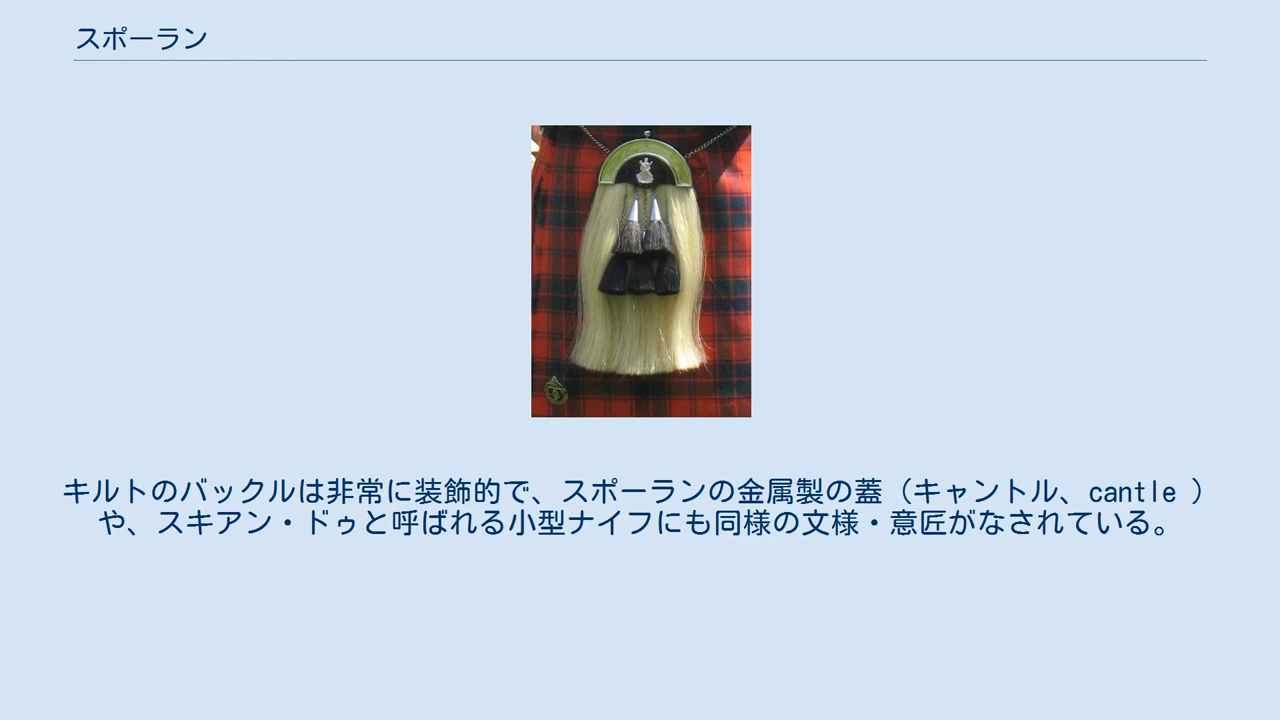 スポーラン
キルトのバックルは非常に装飾的で、スポーランの金属製の蓋（キャントル、cantle ）
や、スキアン・ドゥと呼ばれる小型ナイフにも同様の文様・意匠がなされている。